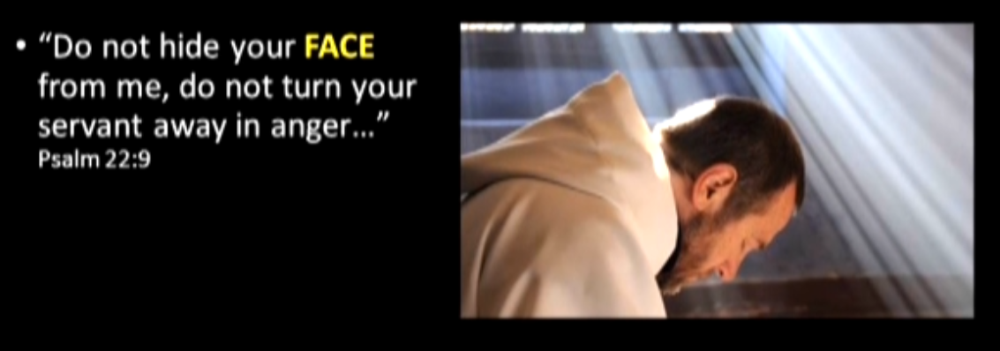 • “Do not hide your FACE
from me, do not turn your
servant away in anger...”
Psalm 22:9